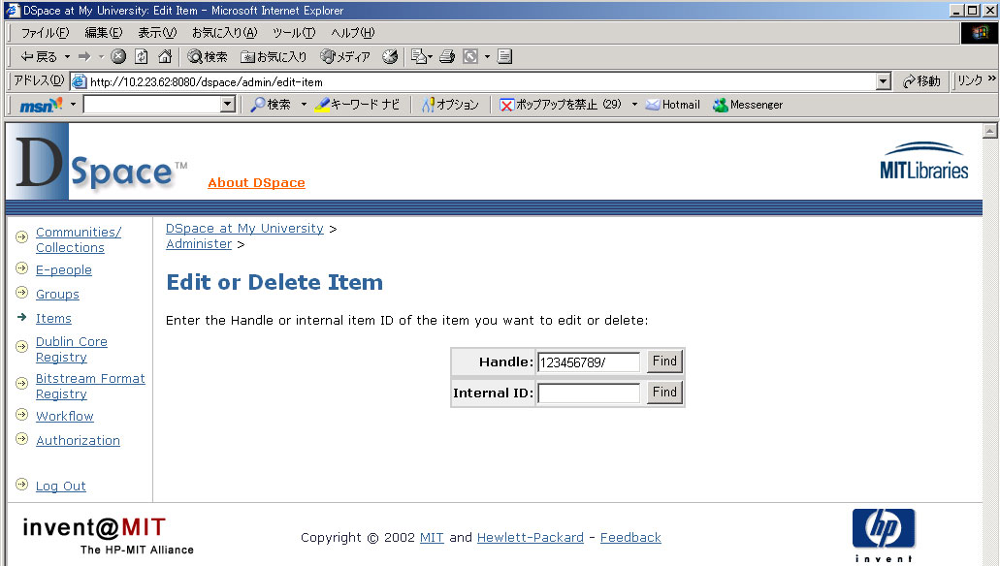 DSpace at My University: Edit Item - Microsoft Internet Explorer
ファイル(F) 編集(E) 表示(V) お気に入り(A) ツール(T) ヘルプ(H)
戻る 検索 お気に入り メディア
アドレス(D) http://10.2.23.62:8080/dspace/admin/edit-item 移動 リンク »
msn 検索 キーワード ナビ オプション ポップアップを禁止 (29) Hotmail Messenger
DSpace™ About DSpace MITLibraries
DSpace at My University >
Administer >
Communities/
Collections
E-people
Groups
Items
Dublin Core
Registry
Bitstream Format
Registry
Workflow
Authorization
Log Out
Edit or Delete Item
Enter the Handle or internal item ID of the item you want to edit or delete:
Handle: 123456789/ Find
Internal ID: Find
invent@MIT
The HP-MIT Alliance
Copyright © 2002 MIT and Hewlett-Packard - Feedback
hp
invent